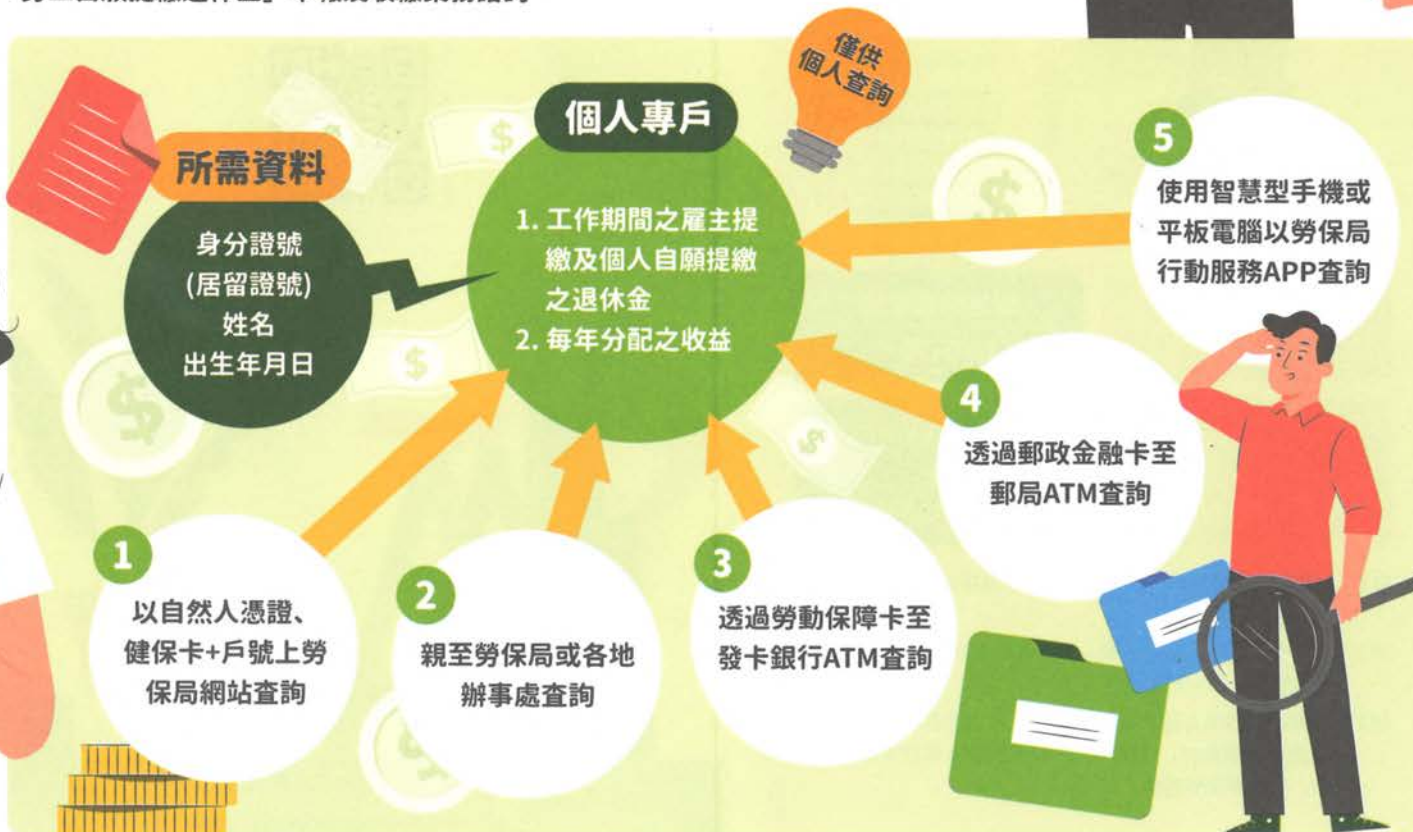 僅供
個人查詢
個人專戶
1. 工作期間之雇主提
繳及個人自願提繳
之退休金
2. 每年分配之收益
所需資料
身分證號
(居留證號)
姓名
出生年月日
1
以自然人憑證、
健保卡+戶號上勞
保局網站查詢
2
親至勞保局或各地
辦事處查詢
3
透過勞動保障卡至
發卡銀行ATM查詢
4
透過郵政金融卡至
郵局ATM查詢
5
使用智慧型手機或
平板電腦以勞保局
行動服務APP查詢